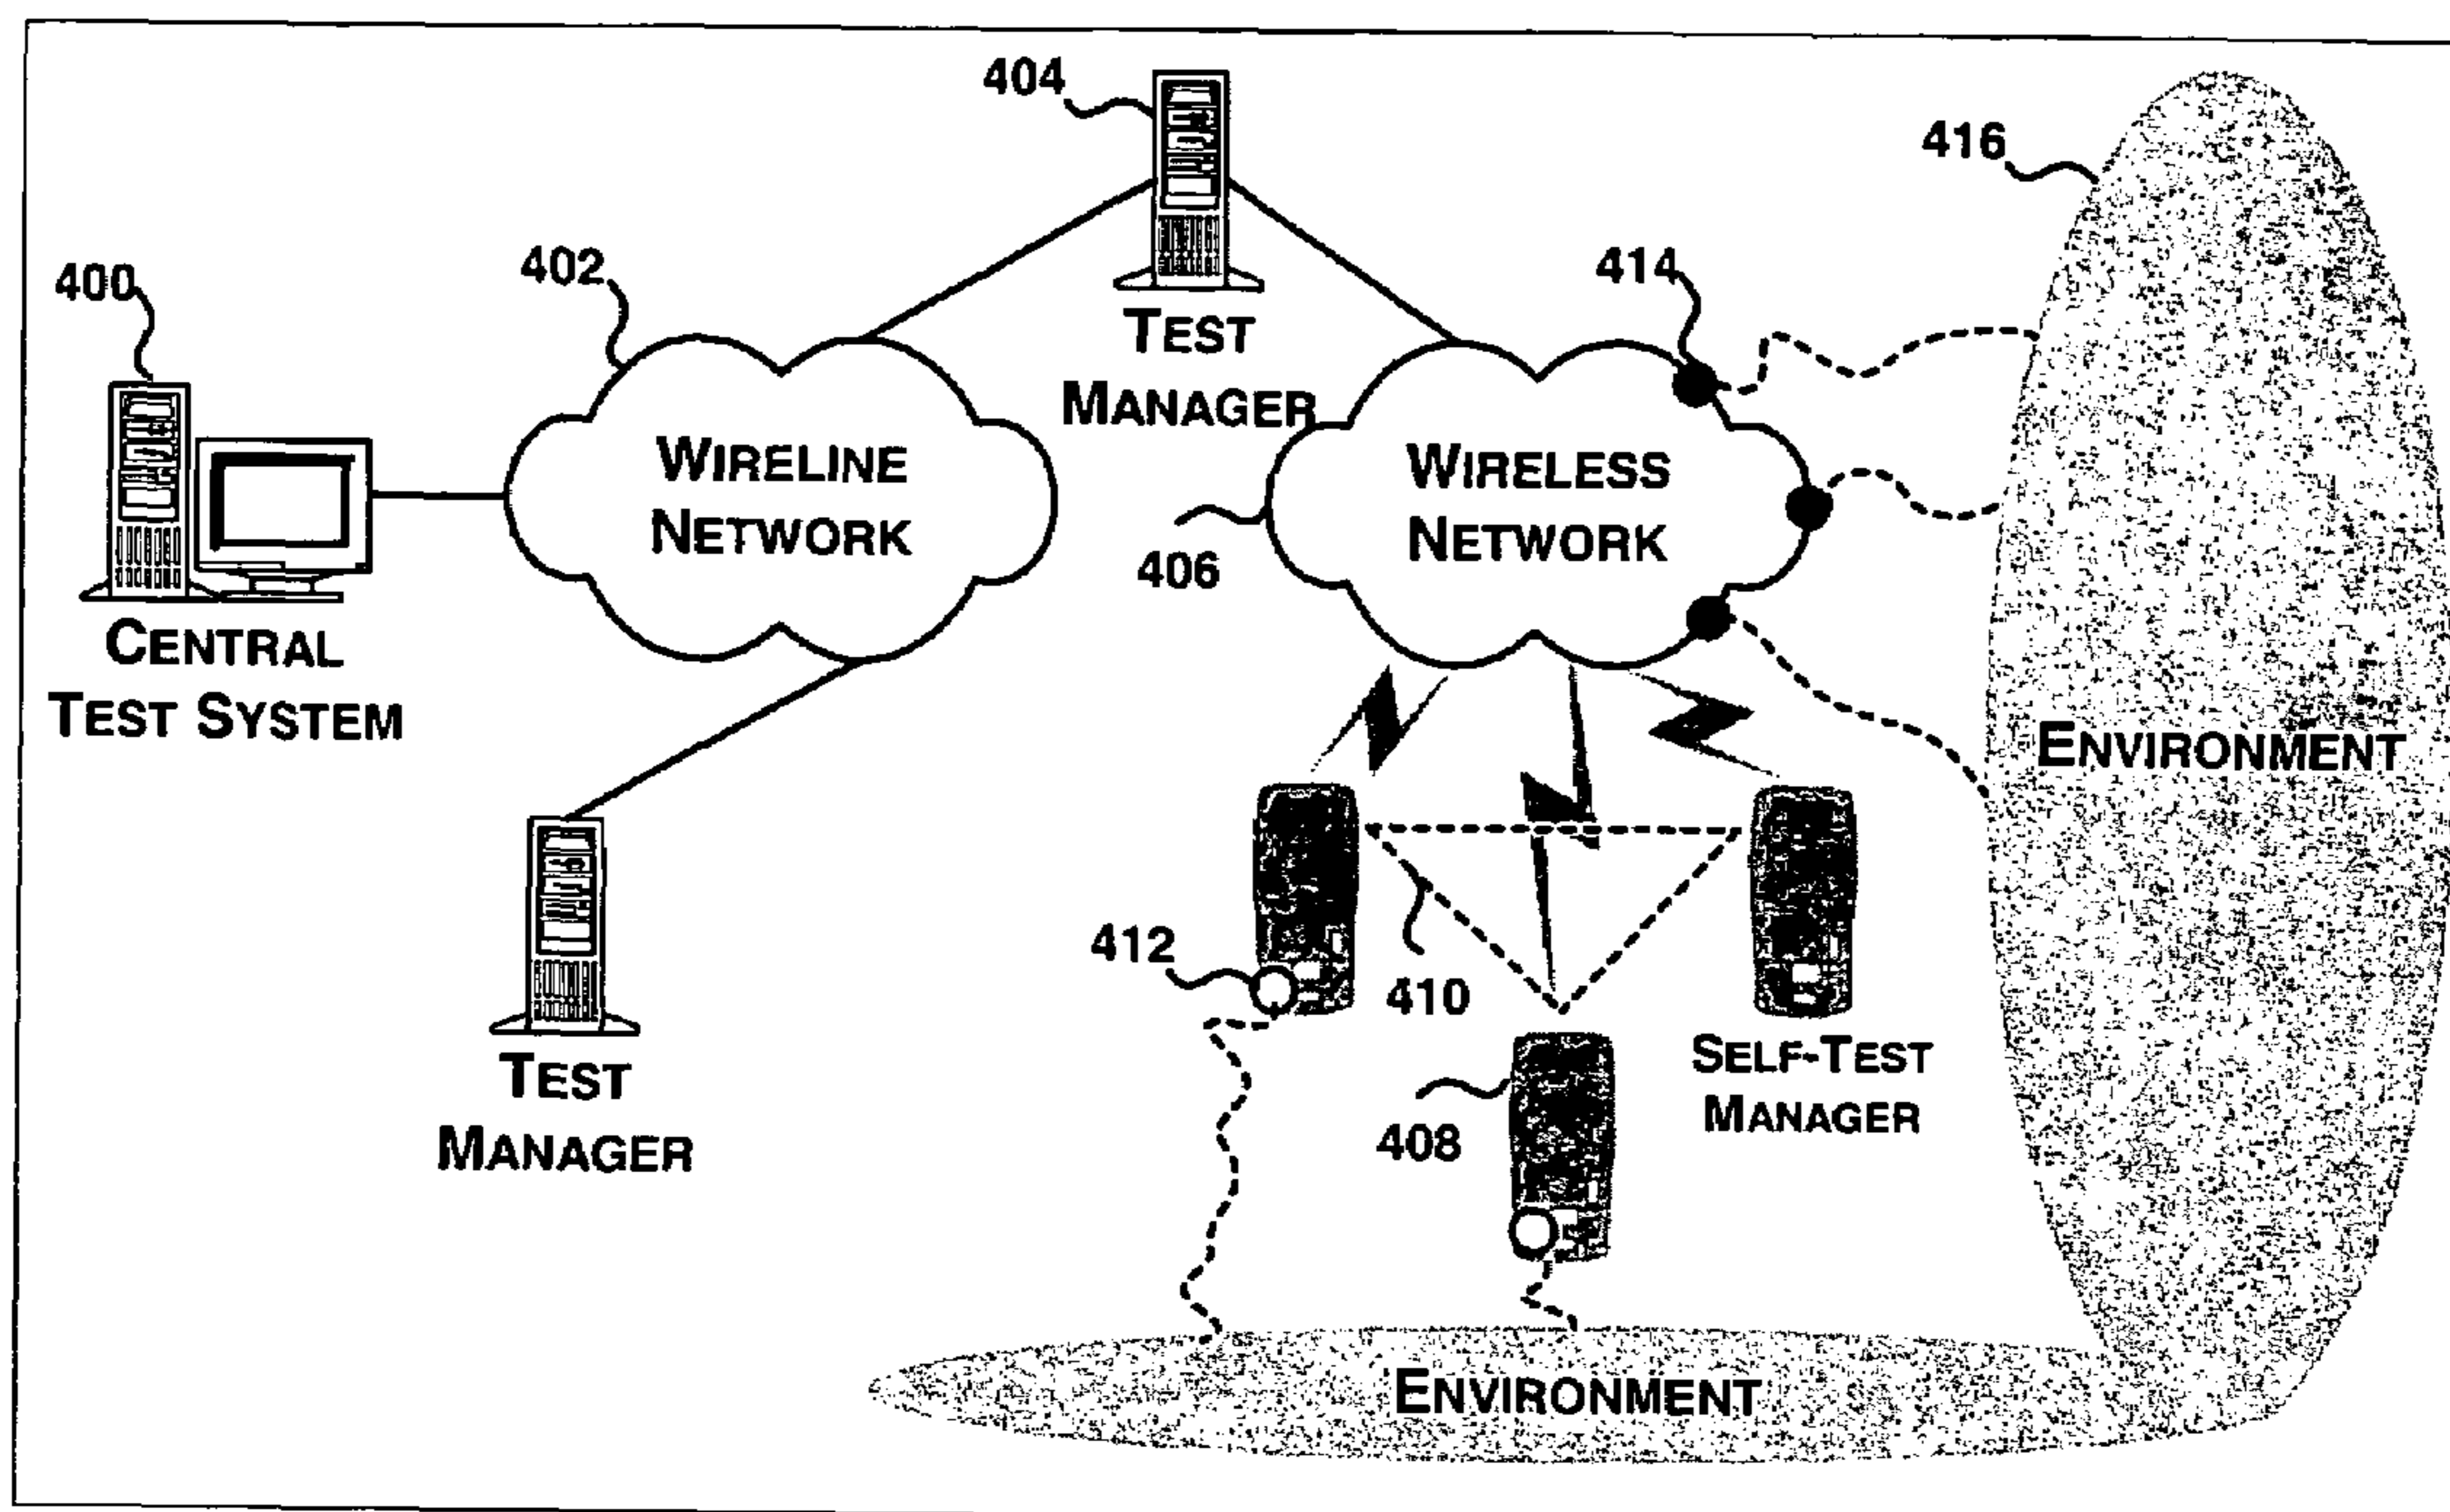 404
416
400
402
414
TEST
MANAGER
WIRELINE
NETWORK
WIRELESS
NETWORK
406
CENTRAL
TEST SYSTEM
ENVIRONMENT
412
410
SELF-TEST
MANAGER
408
TEST
MANAGER
ENVIRONMENT